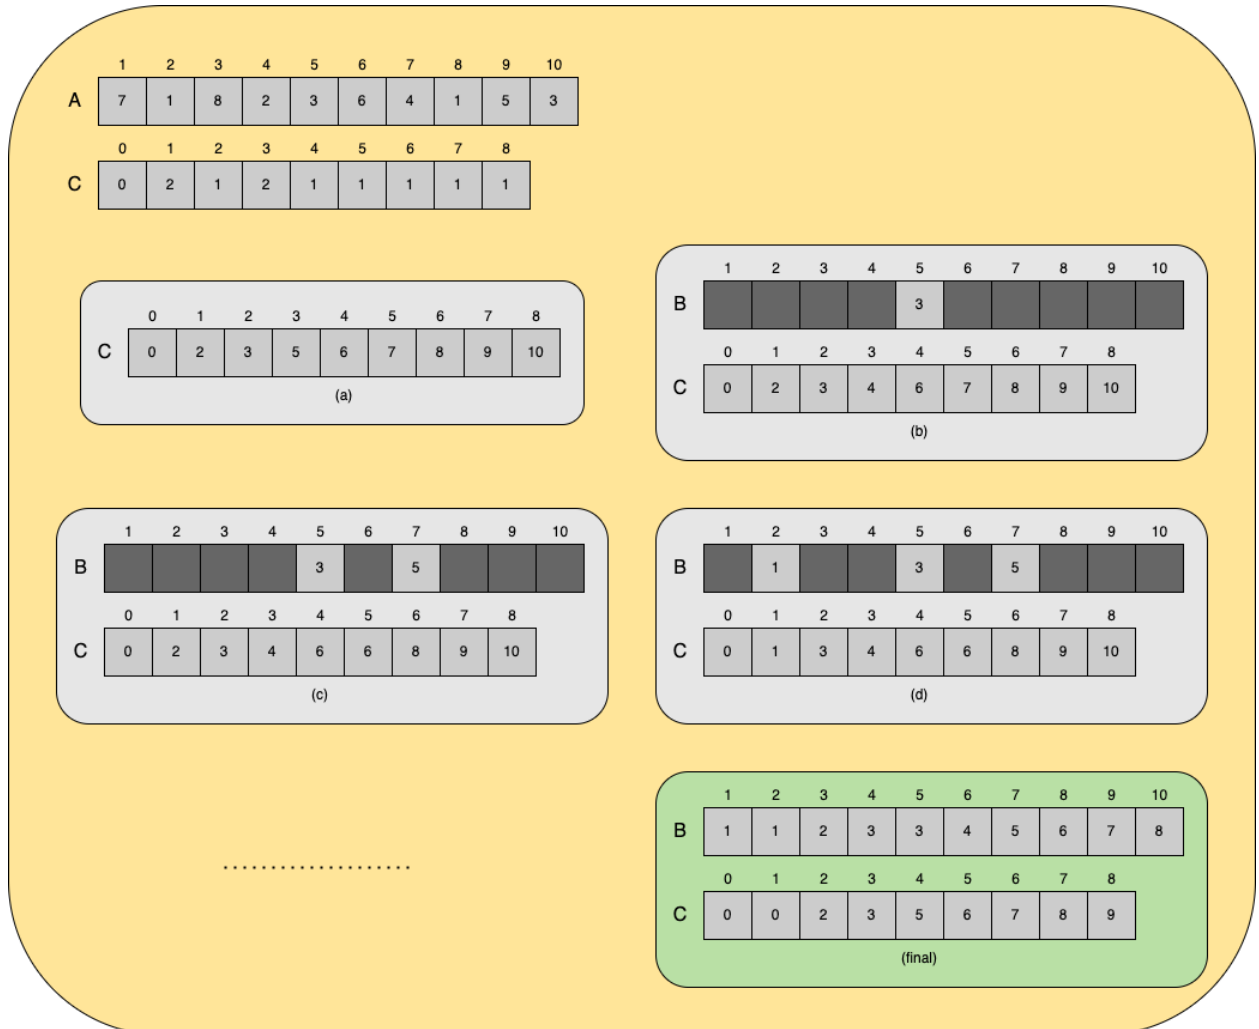 1 2 3 4 5 6 7 8 9 10
A 7 1 8 2 3 6 4 1 5 3
0 1 2 3 4 5 6 7 8
C 0 2 1 2 1 1 1 1 1
0 1 2 3 4 5 6 7 8
C 0 2 3 5 6 7 8 9 10
(a)
1 2 3 4 5 6 7 8 9 10
B 3
0 1 2 3 4 5 6 7 8
C 0 2 3 4 6 7 8 9 10
(b)
1 2 3 4 5 6 7 8 9 10
B 3 5
0 1 2 3 4 5 6 7 8
C 0 2 3 4 6 6 8 9 10
(c)
1 2 3 4 5 6 7 8 9 10
B 1 3 5
0 1 2 3 4 5 6 7 8
C 0 1 3 4 6 6 8 9 10
(d)
....................
1 2 3 4 5 6 7 8 9 10
B 1 1 2 3 3 4 5 6 7 8
0 1 2 3 4 5 6 7 8
C 0 0 2 3 5 6 7 8 9
(final)